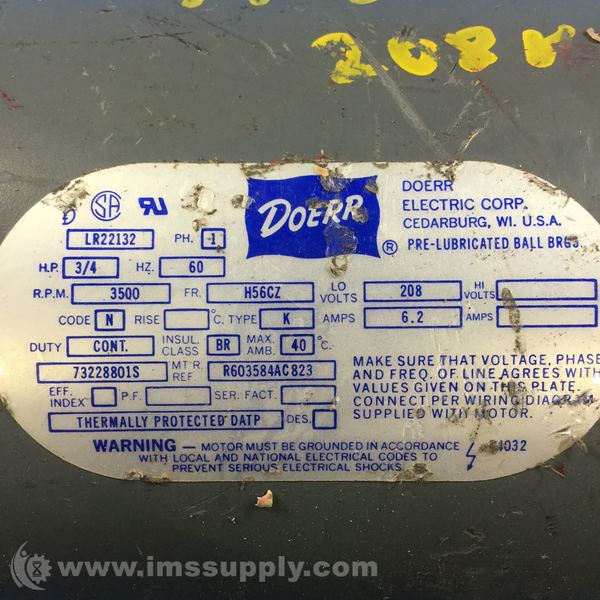 208V
DOERR
DOERR
ELECTRIC CORP.
CEDARBURG, WI. U.S.A.
® PRE-LUBRICATED BALL BRGS.
SA
LR22132 PH. 1
H.P. 3/4 HZ. 60
R.P.M. 3500 FR. H56CZ LO VOLTS 208 HI VOLTS
CODE N RISE °C. TYPE K AMPS 6.2 AMPS
DUTY CONT. INSUL. CLASS BR MAX. AMB. 40 °C.
73228801S MT'R. REF R603584AC823
EFF. INDEX P.F. SER. FACT.
THERMALLY PROTECTED DATP DES.
MAKE SURE THAT VOLTAGE, PHASE
AND FREQ. OF LINE AGREES WITH
VALUES GIVEN ON THIS PLATE.
CONNECT PER WIRING DIAGRAM
SUPPLIED WITH MOTOR.
WARNING – MOTOR MUST BE GROUNDED IN ACCORDANCE
WITH LOCAL AND NATIONAL ELECTRICAL CODES TO
PREVENT SERIOUS ELECTRICAL SHOCKS.
www.imssupply.com